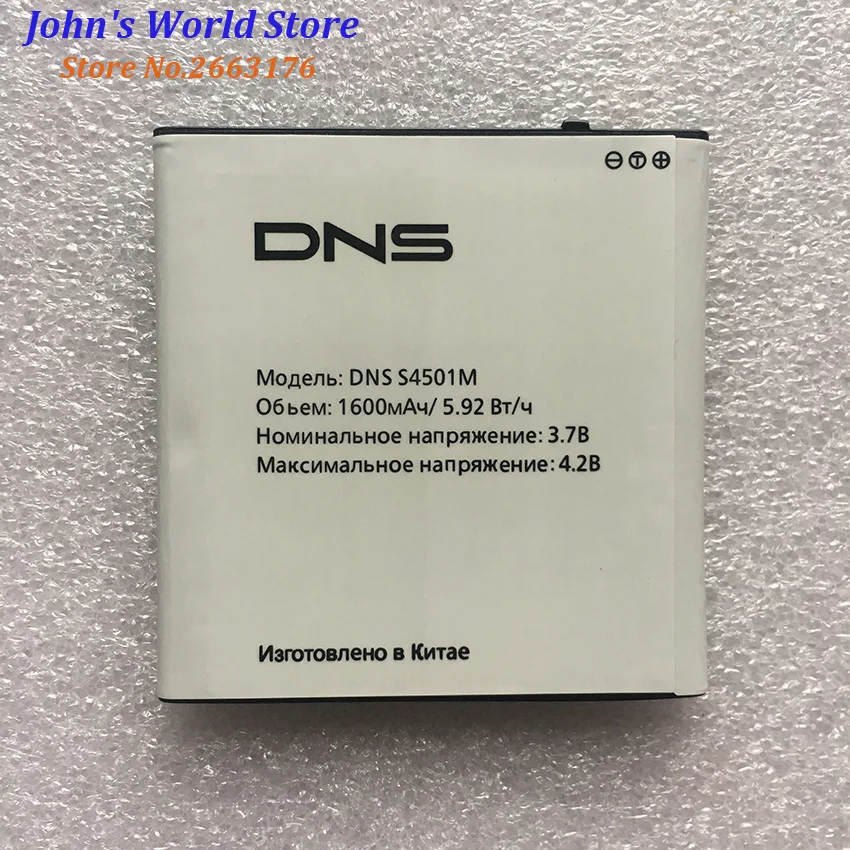 John's World Store
Store No.2663176
⊖ Ⓣ ⊕
DNS
Модель: DNS S4501M
Обьем: 1600мАч/ 5.92 Вт/ч
Номинальное напряжение: 3.7В
Максимальное напряжение: 4.2В
Изготовлено в Китае